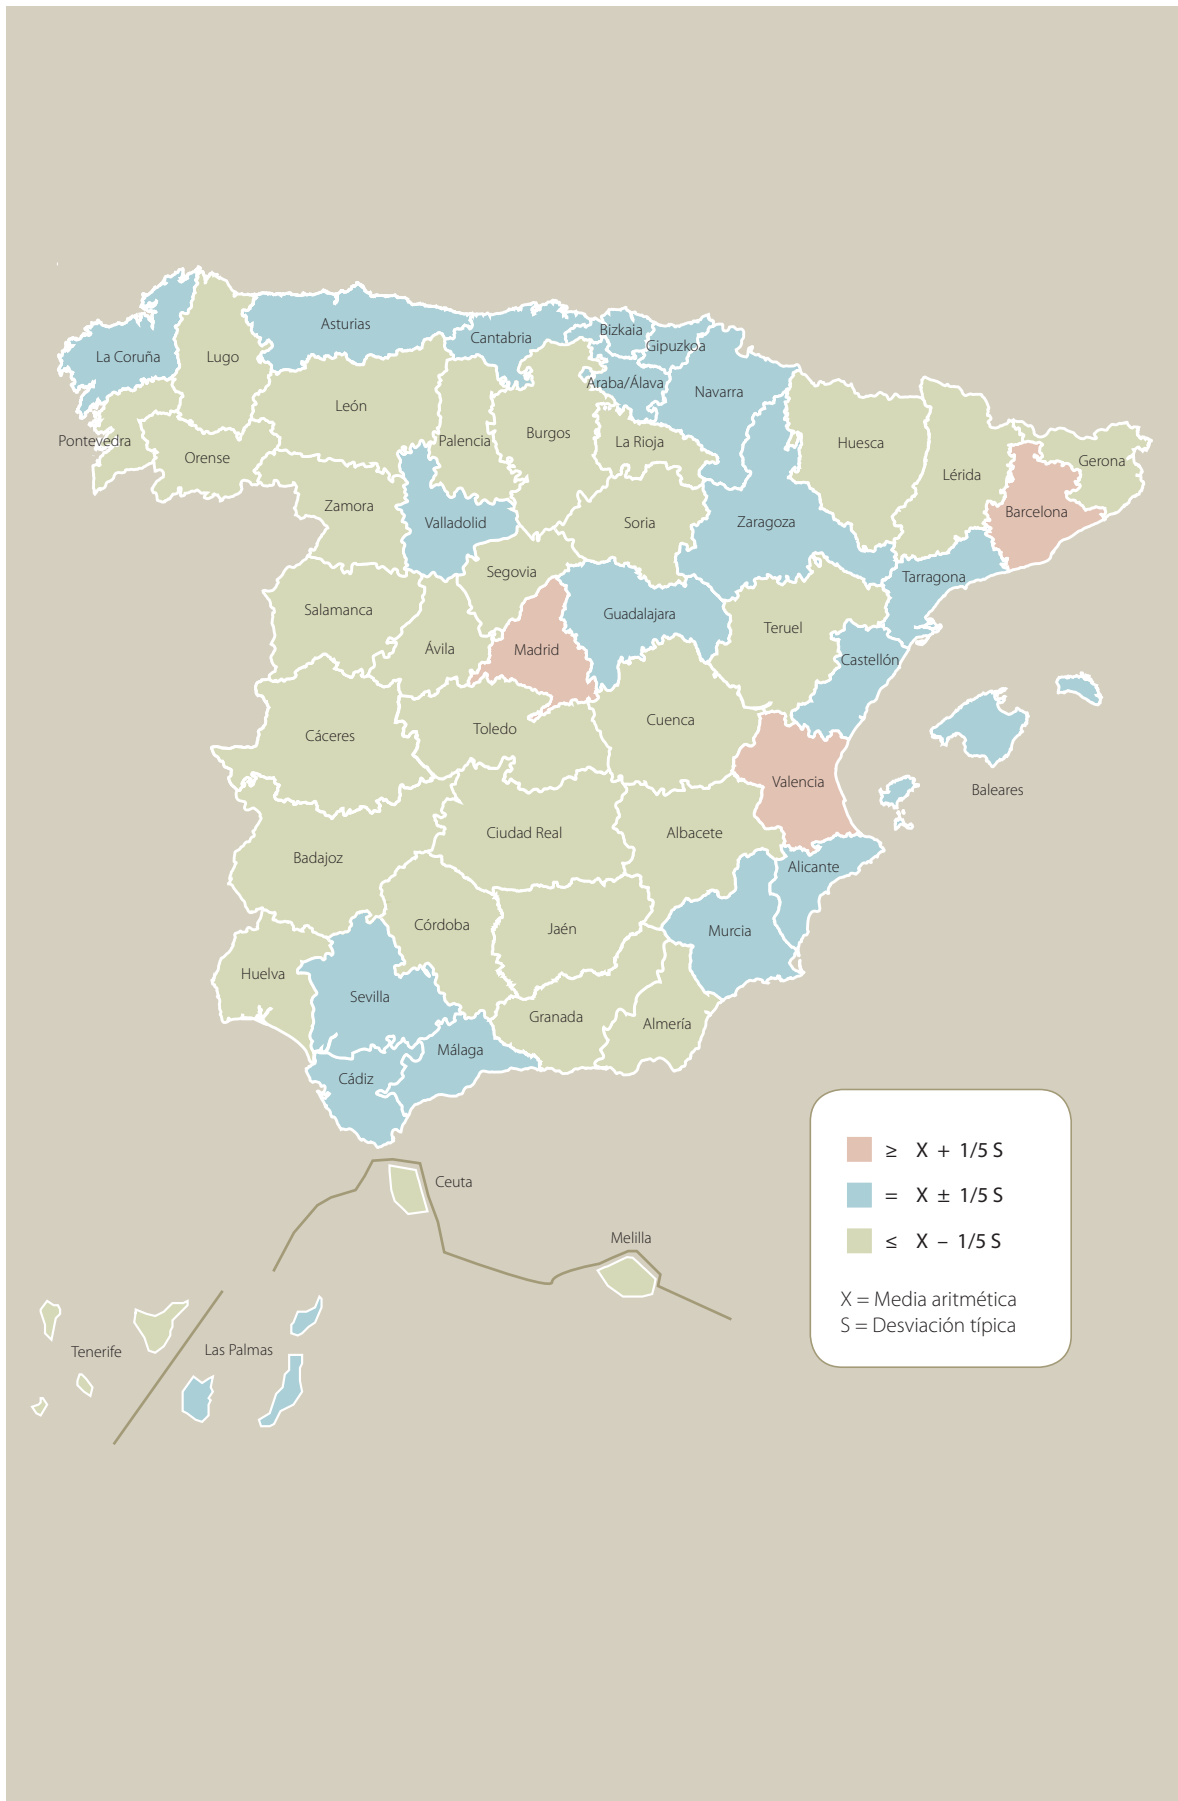 Asturias
Cantabria
Bizkaia
Gipuzkoa
La Coruña
Lugo
Araba/Álava
Navarra
León
Pontevedra
Palencia
Burgos
La Rioja
Huesca
Orense
Gerona
Lérida
Zamora
Barcelona
Valladolid
Soria
Zaragoza
Segovia
Tarragona
Salamanca
Guadalajara
Teruel
Ávila
Madrid
Castellón
Cuenca
Toledo
Cáceres
Valencia
Baleares
Ciudad Real
Albacete
Badajoz
Alicante
Córdoba
Jaén
Murcia
Huelva
Sevilla
Granada
Almería
Málaga
Cádiz
Ceuta
Melilla
Tenerife
Las Palmas
≥ X + 1/5 S
= X ± 1/5 S
≤ X – 1/5 S
X = Media aritmética
S = Desviación típica